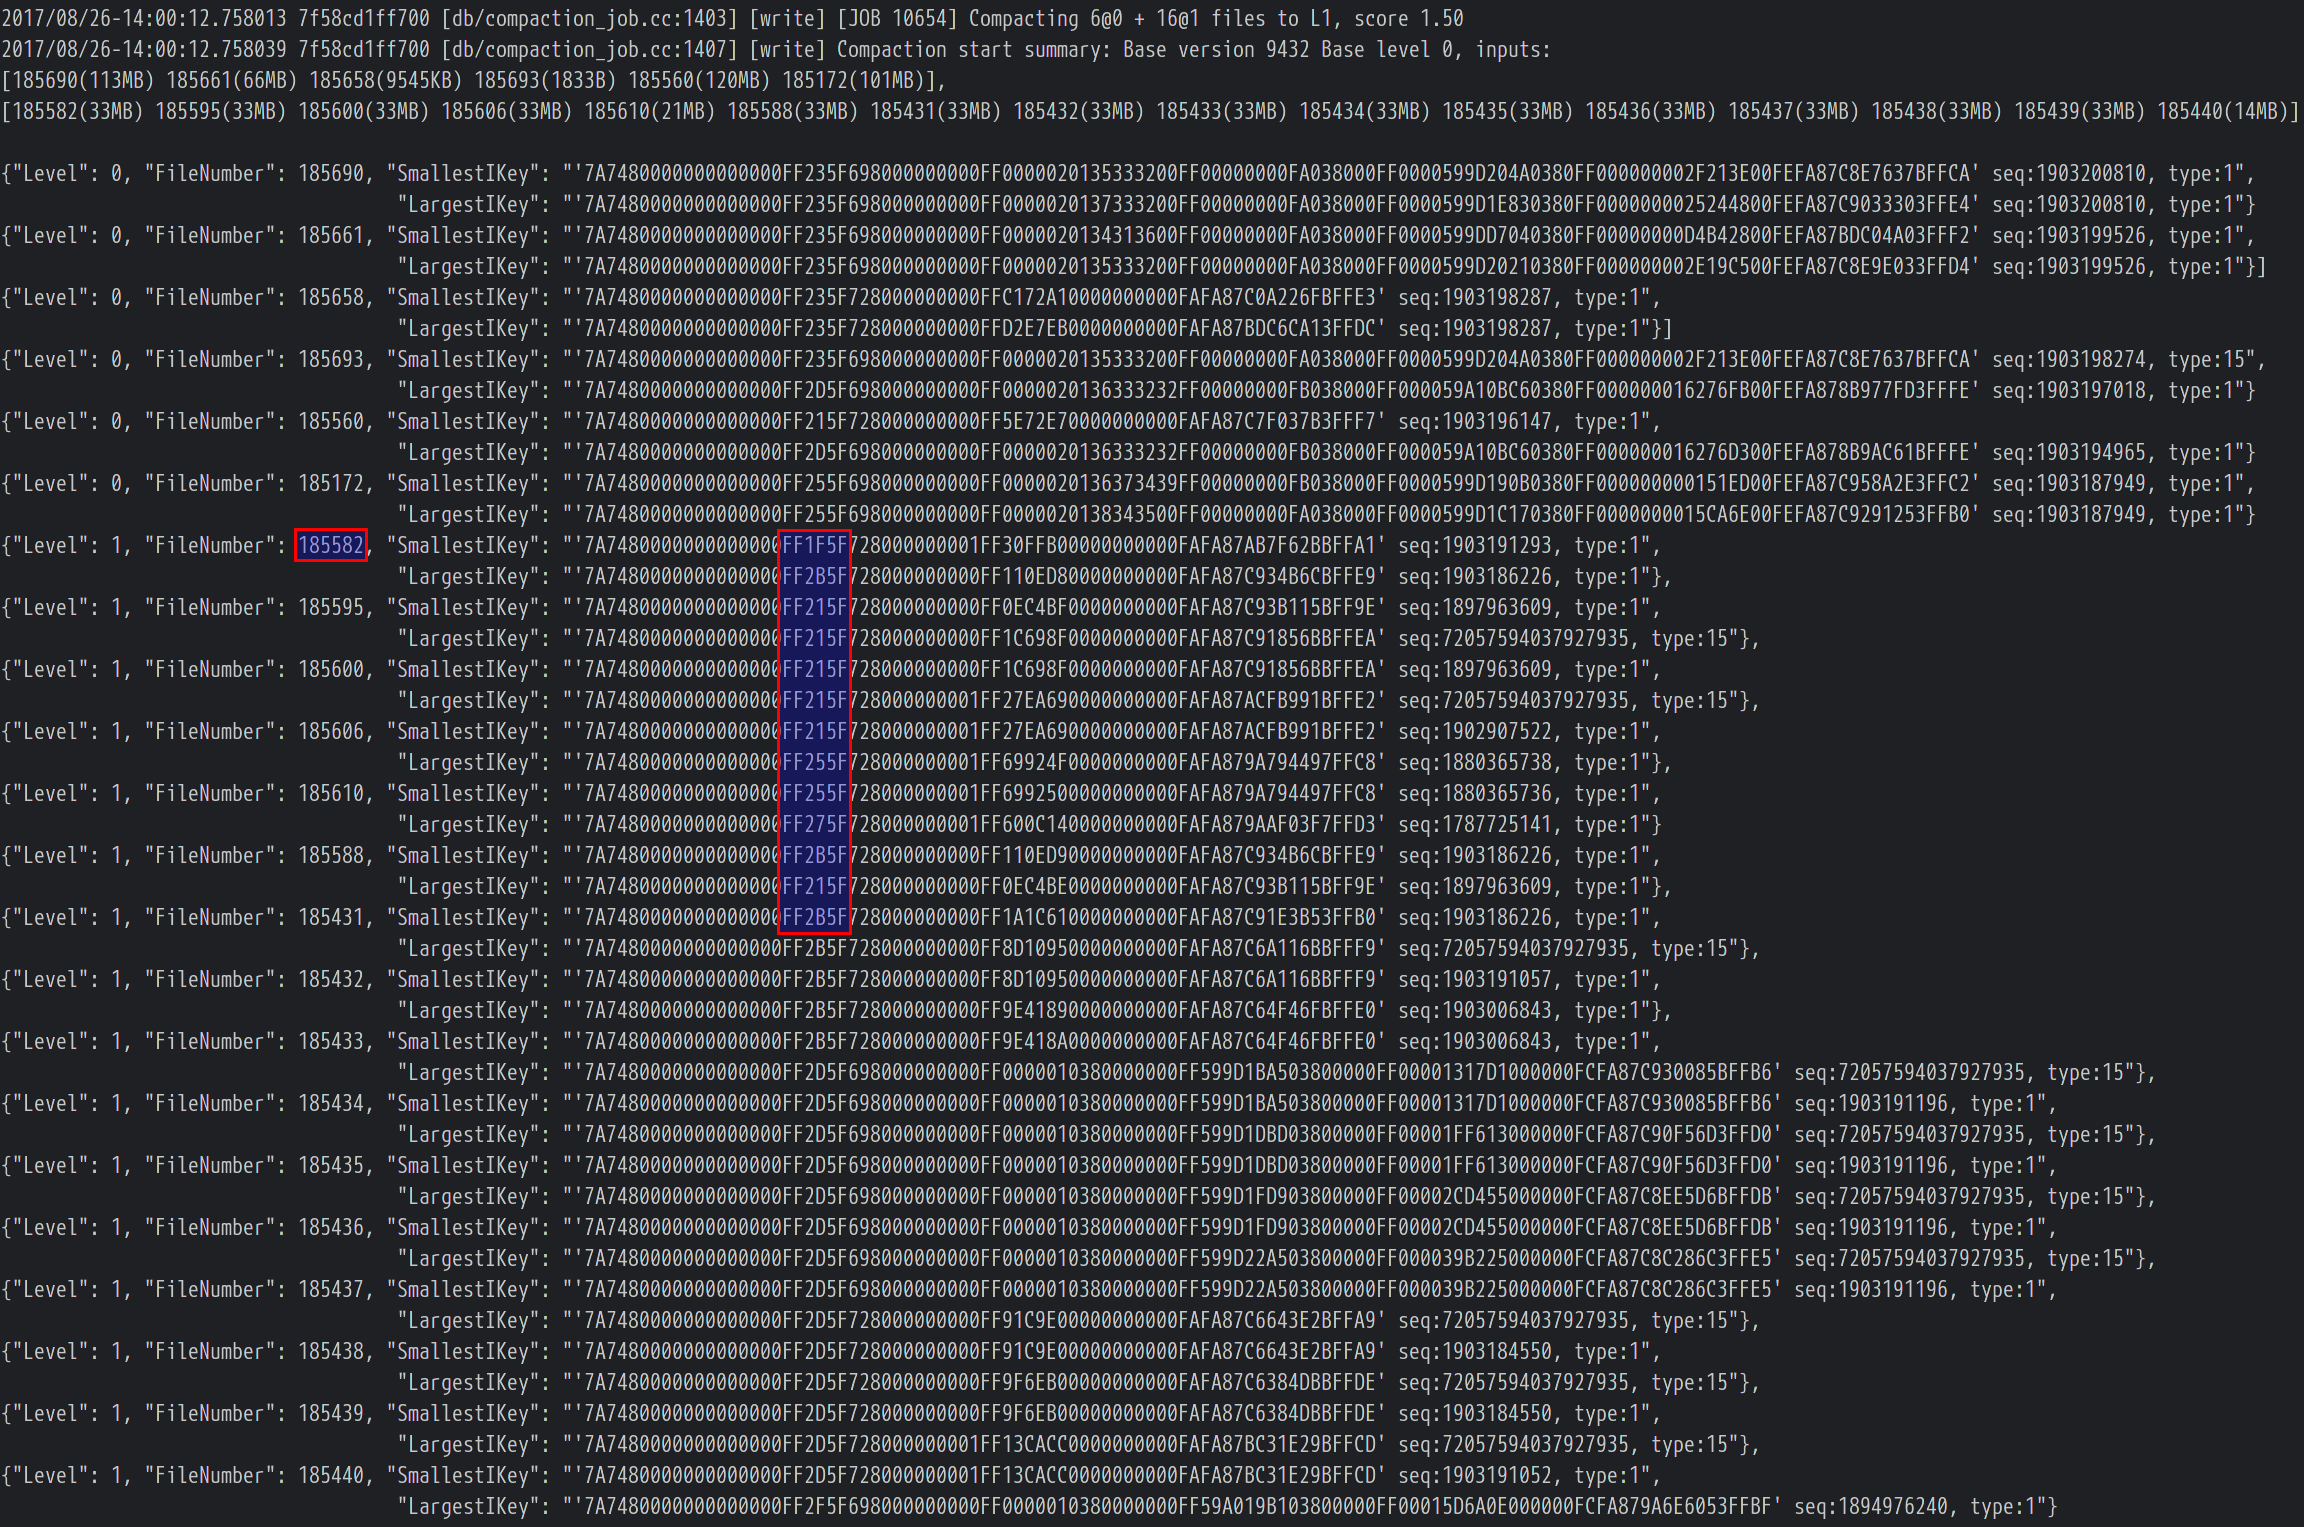 2017/08/26-14:00:12.758013 7f58cd1ff700 [db/compaction_job.cc:1403] [write] [JOB 10654] Compacting 6@0 + 16@1 files to L1, score 1.50
2017/08/26-14:00:12.758039 7f58cd1ff700 [db/compaction_job.cc:1407] [write] Compaction start summary: Base version 9432 Base level 0, inputs:
[185690(113MB) 185661(66MB) 185658(9545KB) 185693(1833B) 185560(120MB) 185172(101MB)],
[185582(33MB) 185595(33MB) 185600(33MB) 185606(33MB) 185610(21MB) 185588(33MB) 185431(33MB) 185432(33MB) 185433(33MB) 185434(33MB) 185435(33MB) 185436(33MB) 185437(33MB) 185438(33MB) 185439(33MB) 185440(14MB)]
{"Level": 0, "FileNumber": 185690, "SmallestIKey": "'7A7480000000000000FF235F698000000000FF0000020135333200FF00000000FA038000FF0000599D204A0380FF000000002F213E00FEFA87C8E7637BFFCA' seq:1903200810, type:1",
"LargestIKey": "'7A7480000000000000FF235F698000000000FF0000020137333200FF00000000FA038000FF0000599D1E830380FF0000000025244800FEFA87C9033303FFE4' seq:1903200810, type:1"}
{"Level": 0, "FileNumber": 185661, "SmallestIKey": "'7A7480000000000000FF235F698000000000FF0000020134313600FF00000000FA038000FF0000599DD7040380FF00000000D4B42800FEFA87BDC04A03FFF2' seq:1903199526, type:1",
"LargestIKey": "'7A7480000000000000FF235F698000000000FF0000020135333200FF00000000FA038000FF0000599D20210380FF000000002E19C500FEFA87C8E9E033FFD4' seq:1903199526, type:1"}]
{"Level": 0, "FileNumber": 185658, "SmallestIKey": "'7A7480000000000000FF235F728000000000FFC172A10000000000FAFA87C0A226FBFFE3' seq:1903198287, type:1",
"LargestIKey": "'7A7480000000000000FF235F728000000000FFD2E7EB0000000000FAFA87BDC6CA13FFDC' seq:1903198287, type:1"}]
{"Level": 0, "FileNumber": 185693, "SmallestIKey": "'7A7480000000000000FF235F698000000000FF0000020135333200FF00000000FA038000FF0000599D204A0380FF000000002F213E00FEFA87C8E7637BFFCA' seq:1903198274, type:15",
"LargestIKey": "'7A7480000000000000FF2D5F698000000000FF0000020136333232FF00000000FB038000FF000059A10BC60380FF000000016276FB00FEFA878B977FD3FFFE' seq:1903197018, type:1"}
{"Level": 0, "FileNumber": 185560, "SmallestIKey": "'7A7480000000000000FF215F728000000000FF5E72E70000000000FAFA87C7F037B3FFF7' seq:1903196147, type:1",
"LargestIKey": "'7A7480000000000000FF2D5F698000000000FF0000020136333232FF00000000FB038000FF000059A10BC60380FF000000016276D300FEFA878B9AC61BFFFE' seq:1903194965, type:1"}
{"Level": 0, "FileNumber": 185172, "SmallestIKey": "'7A7480000000000000FF255F698000000000FF0000020136373439FF00000000FB038000FF0000599D190B0380FF000000000151ED00FEFA87C958A2E3FFC2' seq:1903187949, type:1",
"LargestIKey": "'7A7480000000000000FF255F698000000000FF0000020138343500FF00000000FA038000FF0000599D1C170380FF0000000015CA6E00FEFA87C9291253FFB0' seq:1903187949, type:1"}
{"Level": 1, "FileNumber": 185582, "SmallestIKey": "'7A7480000000000000FF1F5F728000000001FF30FFB00000000000FAFA87AB7F62BBFFA1' seq:1903191293, type:1",
"LargestIKey": "'7A7480000000000000FF2B5F728000000000FF110ED80000000000FAFA87C934B6CBFFE9' seq:1903186226, type:1"},
{"Level": 1, "FileNumber": 185595, "SmallestIKey": "'7A7480000000000000FF215F728000000000FF0EC4BF0000000000FAFA87C93B115BFF9E' seq:1897963609, type:1",
"LargestIKey": "'7A7480000000000000FF215F728000000000FF1C698F0000000000FAFA87C91856BBFFEA' seq:72057594037927935, type:15"},
{"Level": 1, "FileNumber": 185600, "SmallestIKey": "'7A7480000000000000FF215F728000000000FF1C698F0000000000FAFA87C91856BBFFEA' seq:1897963609, type:1",
"LargestIKey": "'7A7480000000000000FF215F728000000001FF27EA690000000000FAFA87ACFB991BFFE2' seq:72057594037927935, type:15"},
{"Level": 1, "FileNumber": 185606, "SmallestIKey": "'7A7480000000000000FF215F728000000001FF27EA690000000000FAFA87ACFB991BFFE2' seq:1902907522, type:1",
"LargestIKey": "'7A7480000000000000FF255F728000000001FF69924F0000000000FAFA879A794497FFC8' seq:1880365738, type:1"},
{"Level": 1, "FileNumber": 185610, "SmallestIKey": "'7A7480000000000000FF255F728000000001FF6992500000000000FAFA879A794497FFC8' seq:1880365736, type:1",
"LargestIKey": "'7A7480000000000000FF275F728000000001FF600C140000000000FAFA879AAF03F7FFD3' seq:1787725141, type:1"}
{"Level": 1, "FileNumber": 185588, "SmallestIKey": "'7A7480000000000000FF2B5F728000000000FF110ED90000000000FAFA87C934B6CBFFE9' seq:1903186226, type:1",
"LargestIKey": "'7A7480000000000000FF215F728000000000FF0EC4BE0000000000FAFA87C93B115BFF9E' seq:1897963609, type:1"},
{"Level": 1, "FileNumber": 185431, "SmallestIKey": "'7A7480000000000000FF2B5F728000000000FF1A1C610000000000FAFA87C91E3B53FFB0' seq:1903186226, type:1",
"LargestIKey": "'7A7480000000000000FF2B5F728000000000FF8D10950000000000FAFA87C6A116BBFFF9' seq:72057594037927935, type:15"},
{"Level": 1, "FileNumber": 185432, "SmallestIKey": "'7A7480000000000000FF2B5F728000000000FF8D10950000000000FAFA87C6A116BBFFF9' seq:1903191057, type:1",
"LargestIKey": "'7A7480000000000000FF2B5F728000000000FF9E41890000000000FAFA87C64F46FBFFE0' seq:1903006843, type:1"},
{"Level": 1, "FileNumber": 185433, "SmallestIKey": "'7A7480000000000000FF2B5F728000000000FF9E418A0000000000FAFA87C64F46FBFFE0' seq:1903006843, type:1",
"LargestIKey": "'7A7480000000000000FF2D5F698000000000FF0000010380000000FF599D1BA503800000FF00001317D1000000FCFA87C930085BFFB6' seq:72057594037927935, type:15"},
{"Level": 1, "FileNumber": 185434, "SmallestIKey": "'7A7480000000000000FF2D5F698000000000FF0000010380000000FF599D1BA503800000FF00001317D1000000FCFA87C930085BFFB6' seq:1903191196, type:1",
"LargestIKey": "'7A7480000000000000FF2D5F698000000000FF0000010380000000FF599D1DBD03800000FF00001FF613000000FCFA87C90F56D3FFD0' seq:72057594037927935, type:15"},
{"Level": 1, "FileNumber": 185435, "SmallestIKey": "'7A7480000000000000FF2D5F698000000000FF0000010380000000FF599D1DBD03800000FF00001FF613000000FCFA87C90F56D3FFD0' seq:1903191196, type:1",
"LargestIKey": "'7A7480000000000000FF2D5F698000000000FF0000010380000000FF599D1FD903800000FF00002CD455000000FCFA87C8EE5D6BFFDB' seq:72057594037927935, type:15"},
{"Level": 1, "FileNumber": 185436, "SmallestIKey": "'7A7480000000000000FF2D5F698000000000FF0000010380000000FF599D1FD903800000FF00002CD455000000FCFA87C8EE5D6BFFDB' seq:1903191196, type:1",
"LargestIKey": "'7A7480000000000000FF2D5F698000000000FF0000010380000000FF599D22A503800000FF000039B225000000FCFA87C8C286C3FFE5' seq:72057594037927935, type:15"},
{"Level": 1, "FileNumber": 185437, "SmallestIKey": "'7A7480000000000000FF2D5F698000000000FF0000010380000000FF599D22A503800000FF000039B225000000FCFA87C8C286C3FFE5' seq:1903191196, type:1",
"LargestIKey": "'7A7480000000000000FF2D5F728000000000FF91C9E00000000000FAFA87C6643E2BFFA9' seq:72057594037927935, type:15"},
{"Level": 1, "FileNumber": 185438, "SmallestIKey": "'7A7480000000000000FF2D5F728000000000FF91C9E00000000000FAFA87C6643E2BFFA9' seq:1903184550, type:1",
"LargestIKey": "'7A7480000000000000FF2D5F728000000000FF9F6EB00000000000FAFA87C6384DBBFFDE' seq:72057594037927935, type:15"},
{"Level": 1, "FileNumber": 185439, "SmallestIKey": "'7A7480000000000000FF2D5F728000000000FF9F6EB00000000000FAFA87C6384DBBFFDE' seq:1903184550, type:1",
"LargestIKey": "'7A7480000000000000FF2D5F728000000001FF13CACC0000000000FAFA87BC31E29BFFCD' seq:72057594037927935, type:15"},
{"Level": 1, "FileNumber": 185440, "SmallestIKey": "'7A7480000000000000FF2D5F728000000001FF13CACC0000000000FAFA87BC31E29BFFCD' seq:1903191052, type:1",
"LargestIKey": "'7A7480000000000000FF2F5F698000000000FF0000010380000000FF59A019B103800000FF00015D6A0E000000FCFA879A6E6053FFBF' seq:1894976240, type:1"}